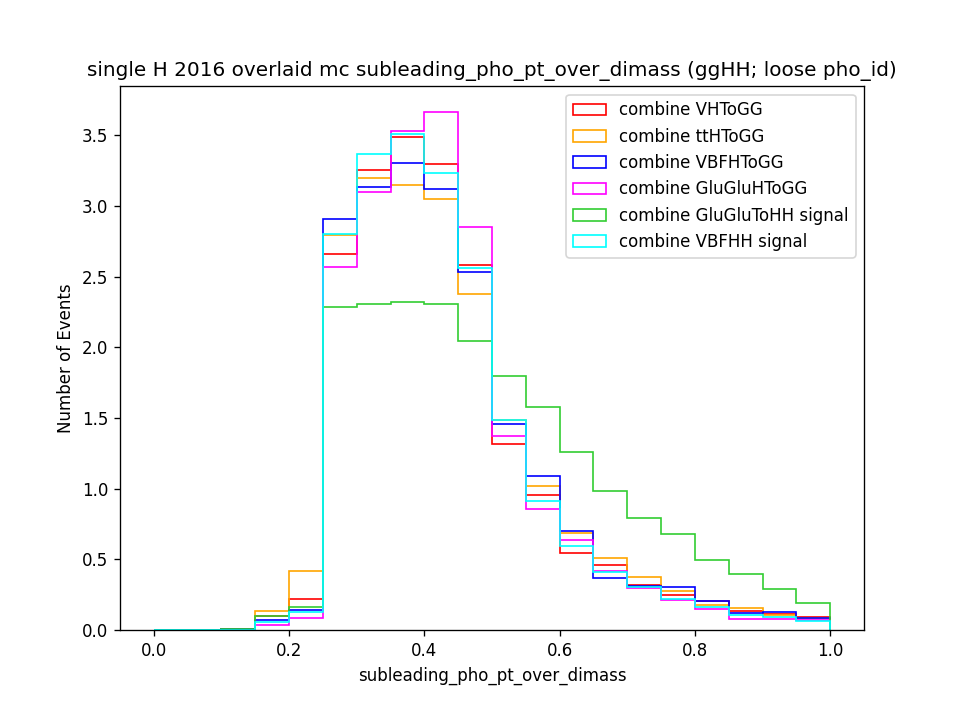 single H 2016 overlaid mc subleading_pho_pt_over_dimass (ggHH; loose pho_id)
combine VHToGG
combine ttHToGG
combine VBFHToGG
combine GluGluHToGG
combine GluGluToHH signal
combine VBFHH signal
Number of Events
3.5
3.0
2.5
2.0
1.5
1.0
0.5
0.0
0.0 0.2 0.4 0.6 0.8 1.0
subleading_pho_pt_over_dimass